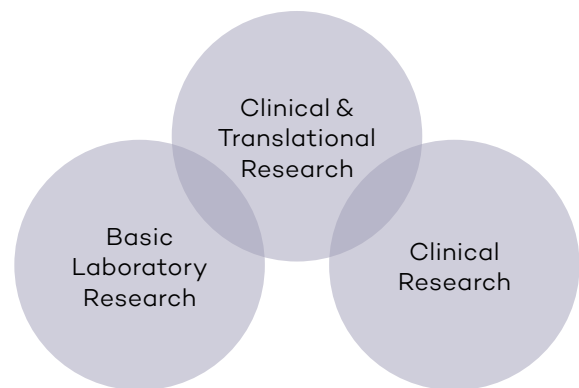 Clinical &
Translational
Research
Basic
Laboratory
Research
Clinical
Research